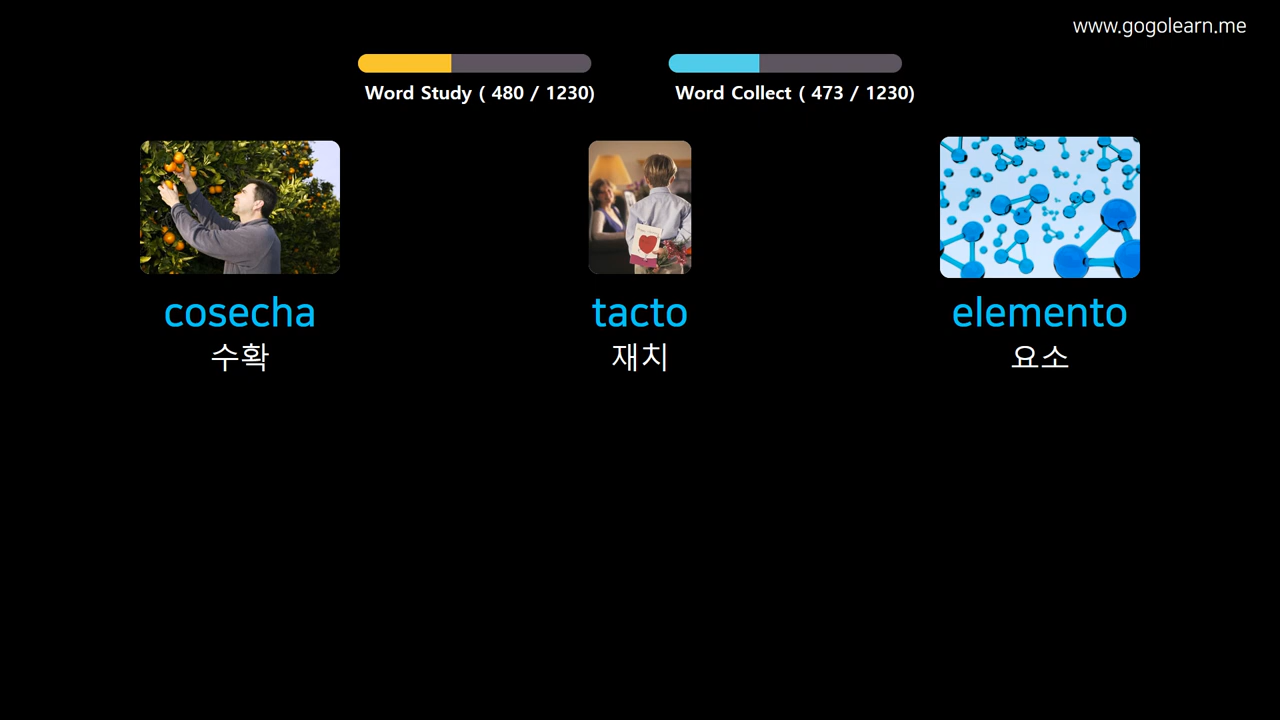 www.gogolearn.me
Word Study ( 480 / 1230)
Word Collect ( 473 / 1230)
cosecha
수확
tacto
재치
elemento
요소